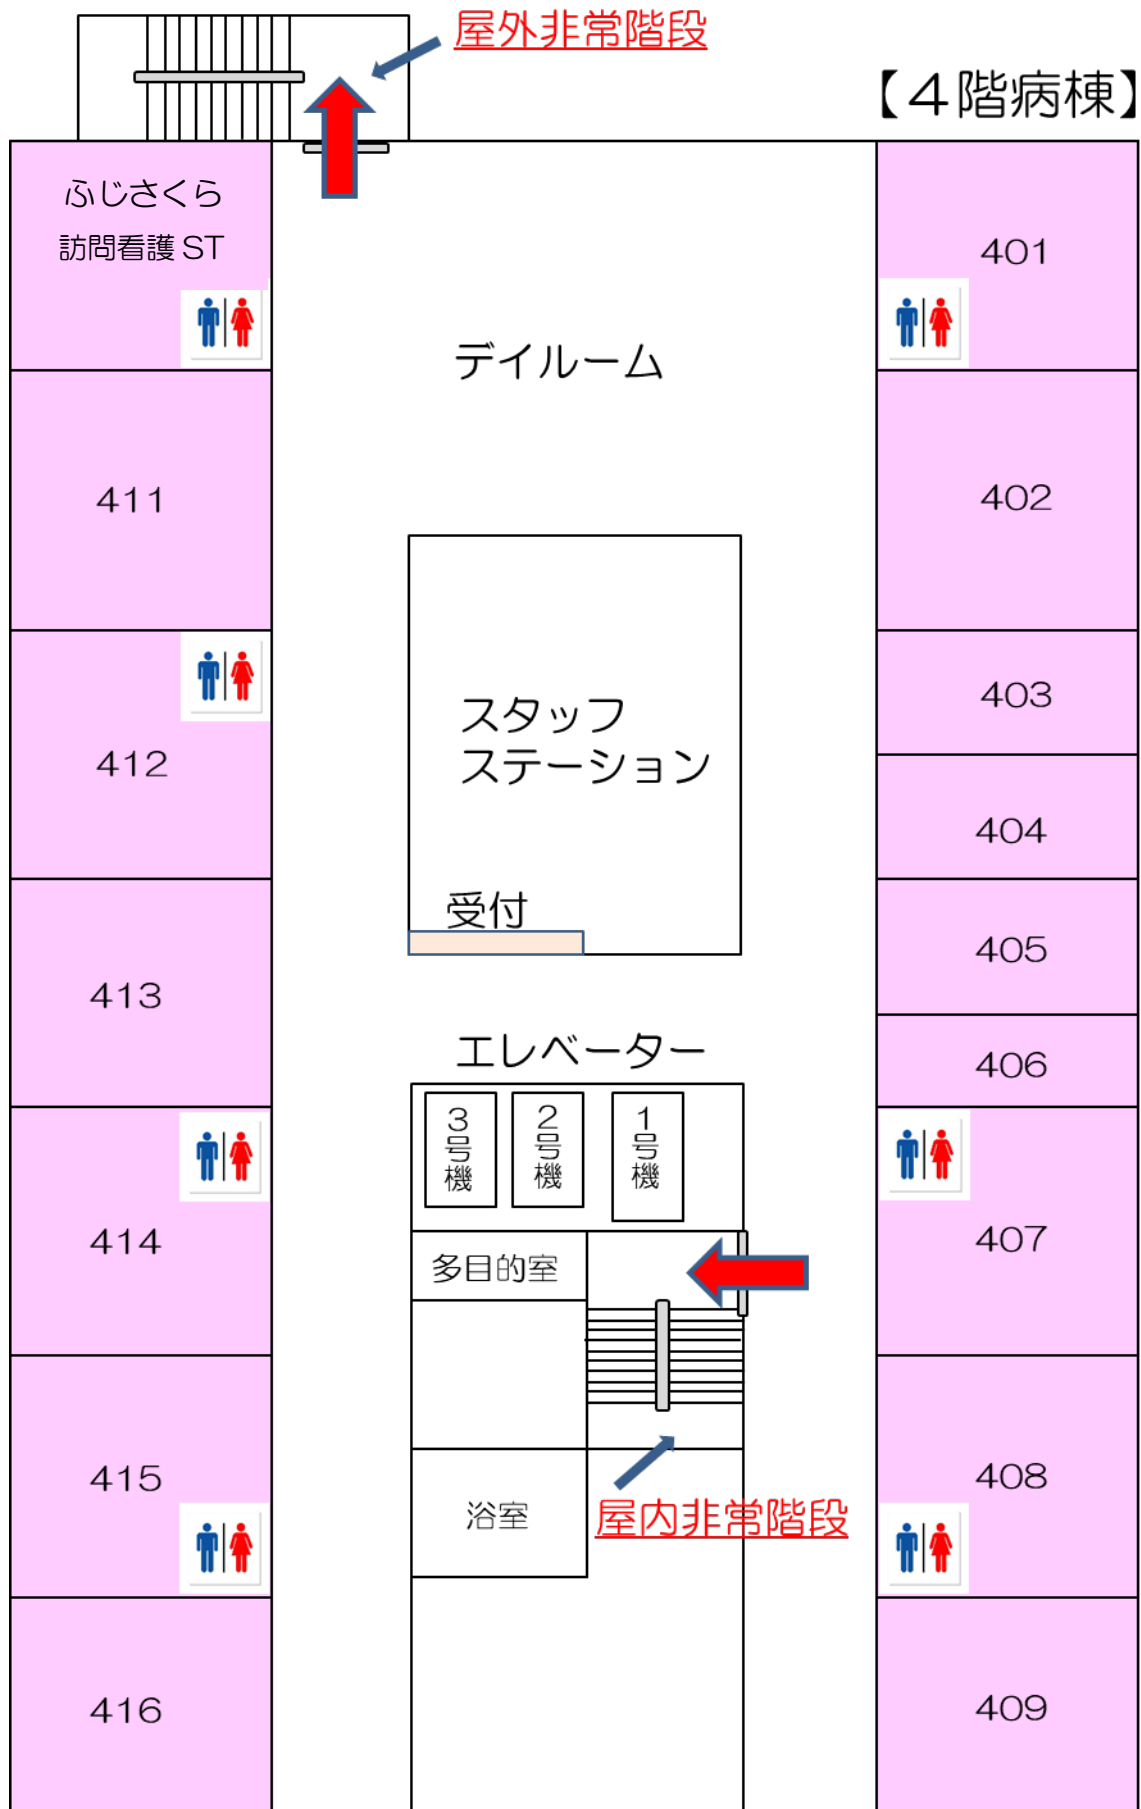 屋外非常階段
【４階病棟】
ふじさくら
訪問看護 ST
401
デイルーム
411
402
403
スタッフ
ステーション
412
404
受付
405
413
エレベーター
406
3号機
2号機
1号機
414
407
多目的室
415
408
浴室
屋内非常階段
416
409